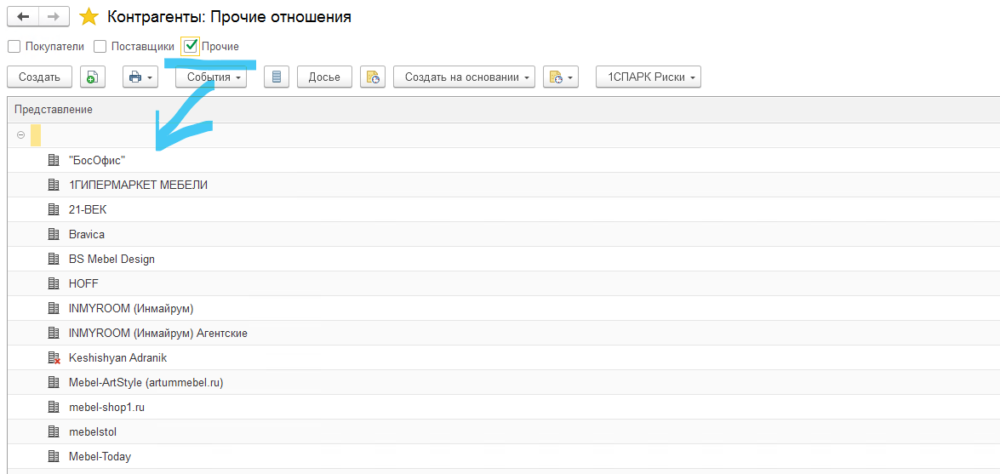 Контрагенты: Прочие отношения
Покупатели Поставщики Прочие
Создать События Досье Создать на основании 1СПАРК Риски
Представление
"БосОфис"
1ГИПЕРМАРКЕТ МЕБЕЛИ
21-ВЕК
Bravica
BS Mebel Design
HOFF
INMYROOM (Инмайрум)
INMYROOM (Инмайрум) Агентские
Keshishyan Adranik
Mebel-ArtStyle (artummebel.ru)
mebel-shop1.ru
mebelstol
Mebel-Today